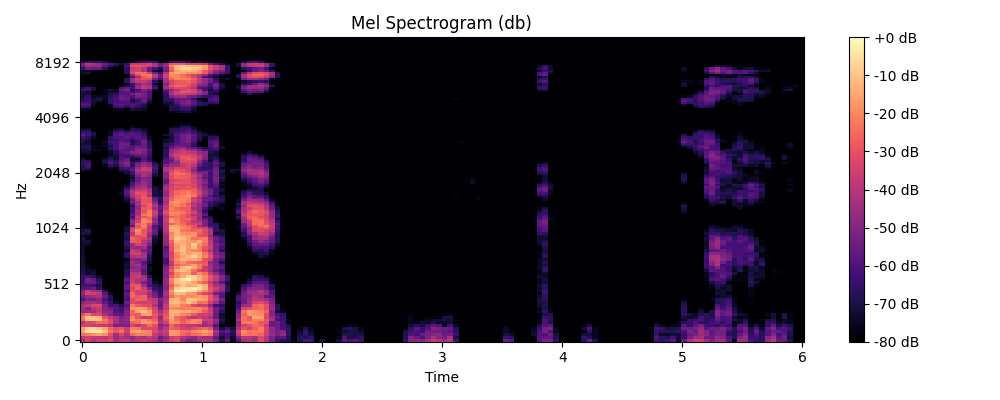 Mel Spectrogram (db)
+0 dB
8192
-10 dB
4096
-20 dB
-30 dB
2048
-40 dB
Hz
1024
-50 dB
512
-60 dB
-70 dB
0
-80 dB
0 1 2 3 4 5 6
Time